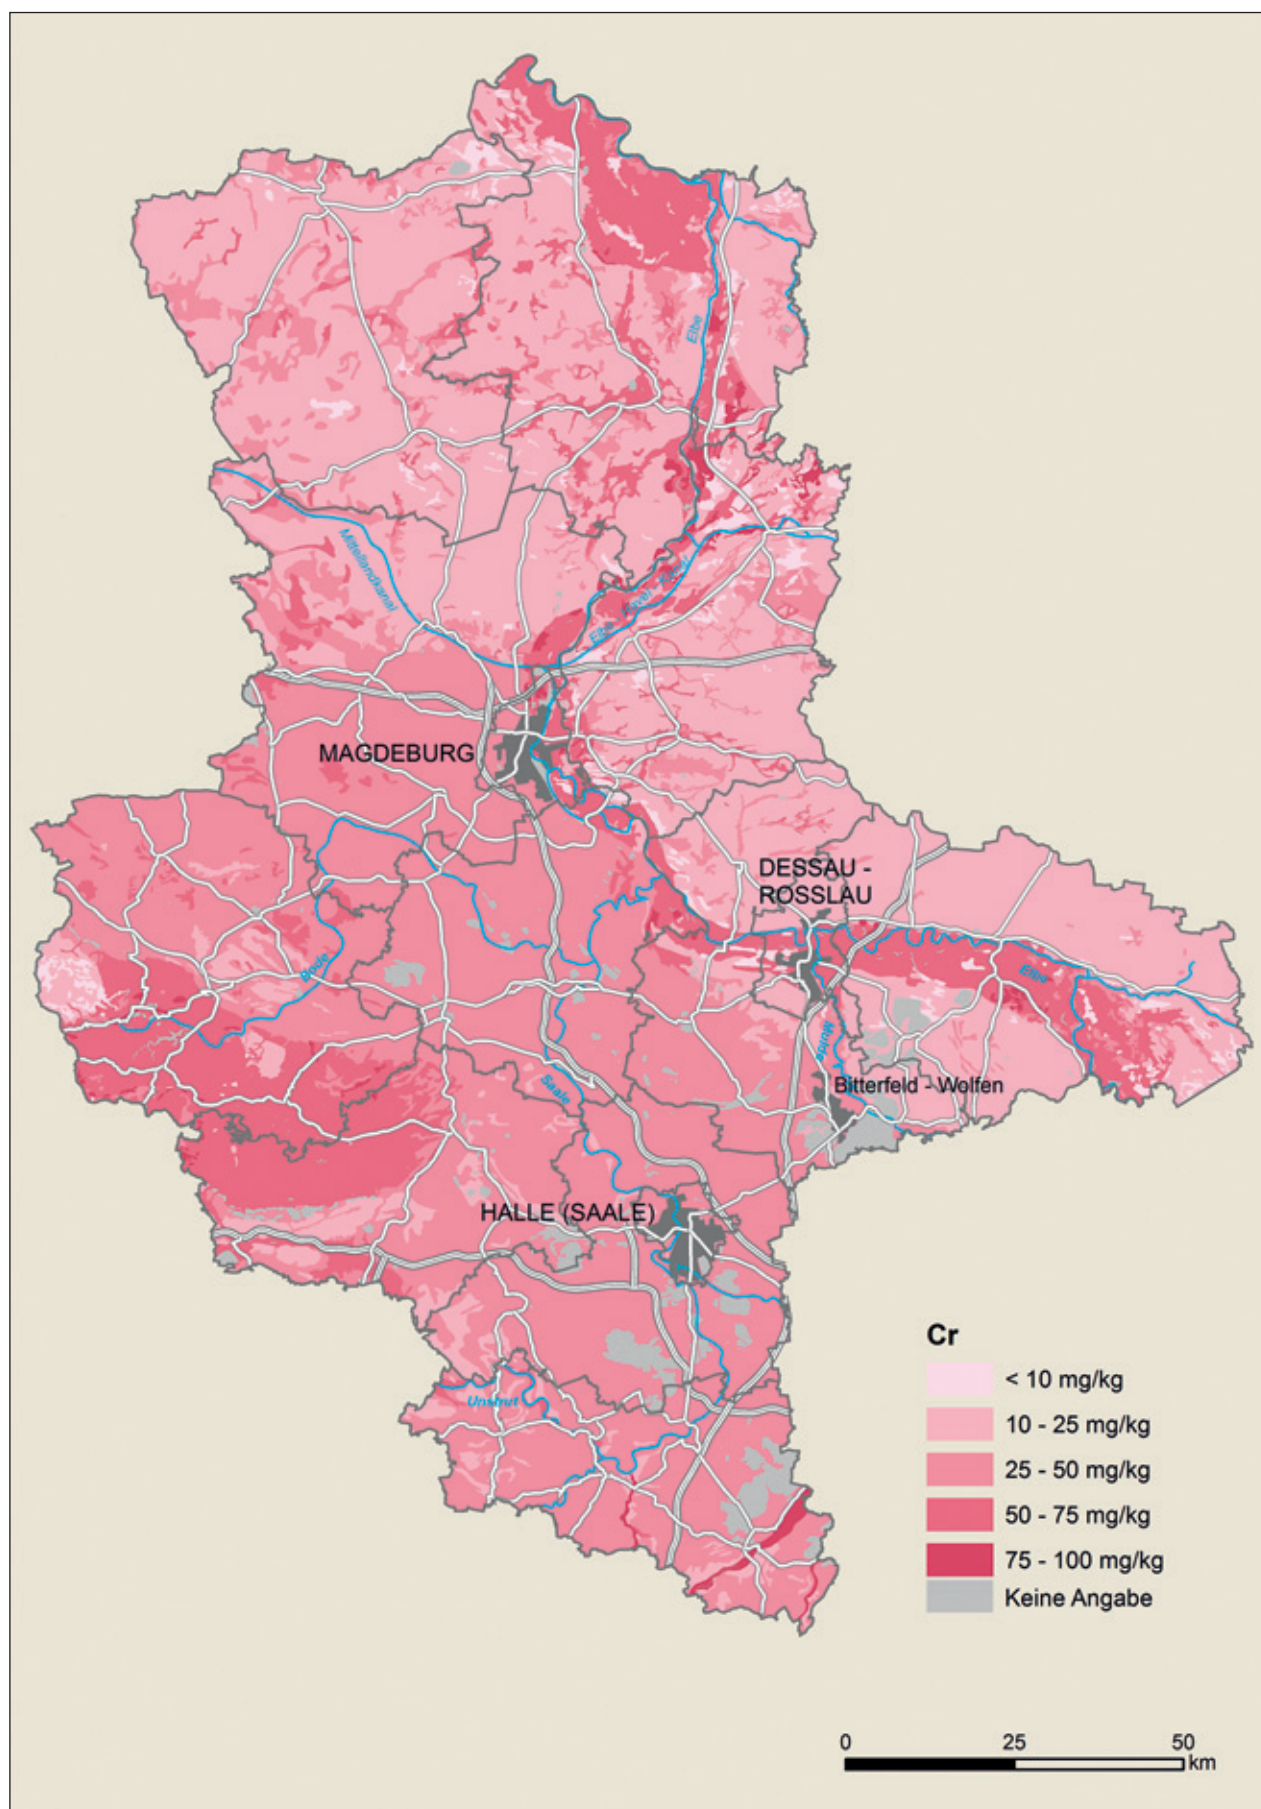 Elbe
Mittellandkanal
Elbe - Havel - Kanal
MAGDEBURG
DESSAU -
ROSSLAU
Bode
Elbe
Mulde
Saale
Bitterfeld - Wolfen
HALLE (SAALE)
Unstrut
Cr
< 10 mg/kg
10 - 25 mg/kg
25 - 50 mg/kg
50 - 75 mg/kg
75 - 100 mg/kg
Keine Angabe
0 25 50
km